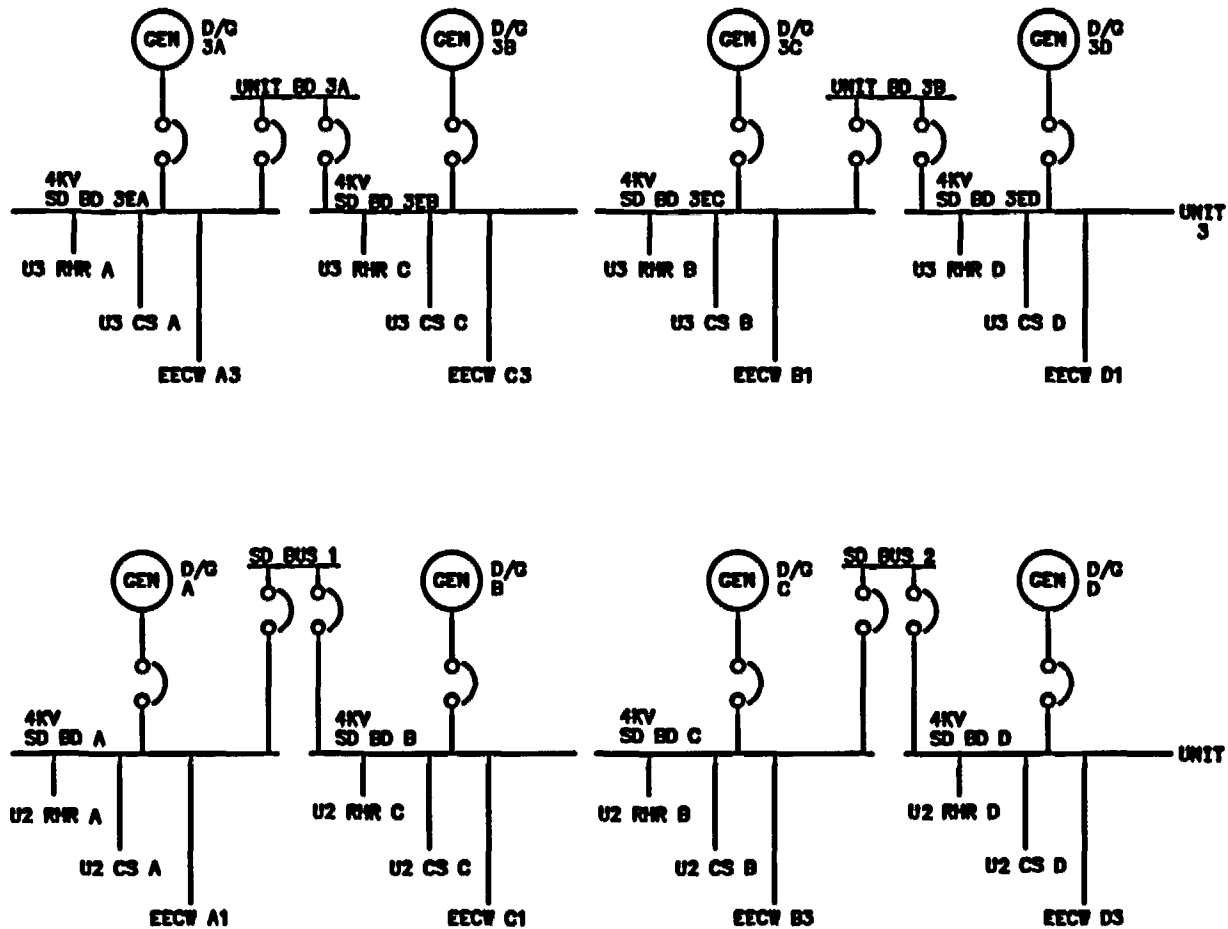 GEN D/G 3A
GEN D/G 3B
GEN D/G 3C
GEN D/G 3D
UNIT BD 3A
UNIT BD 3B
4KV
SD BD 3EA
4KV
SD BD 3EB
4KV
SD BD 3EC
4KV
SD BD 3ED
UNIT
3
U3 RHR A
U3 RHR C
U3 RHR B
U3 RHR D
U3 CS A
U3 CS C
U3 CS B
U3 CS D
EECW A3
EECW C3
EECW B1
EECW D1
SD BUS 1
SD BUS 2
GEN D/G A
GEN D/G B
GEN D/G C
GEN D/G D
4KV
SD BD A
4KV
SD BD B
4KV
SD BD C
4KV
SD BD D
UNIT
U2 RHR A
U2 RHR C
U2 RHR B
U2 RHR D
U2 CS A
U2 CS C
U2 CS B
U2 CS D
EECW A1
EECW C1
EECW B3
EECW D3